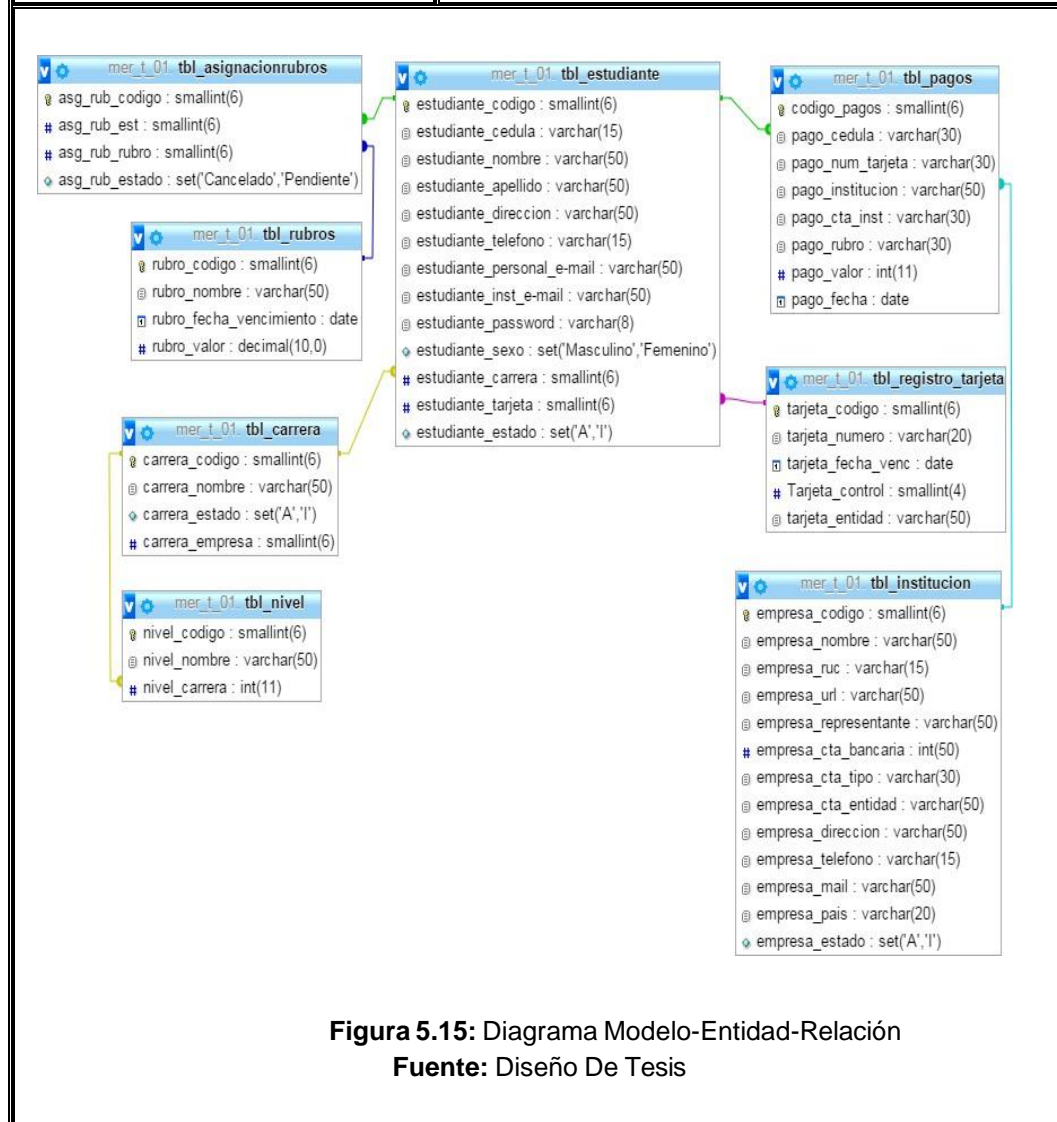 mer_t_01. tbl_asignacionrubros
asg_rub_codigo : smallint(6)
asg_rub_est : smallint(6)
asg_rub_rubro : smallint(6)
asg_rub_estado : set('Cancelado','Pendiente')
mer_t_01. tbl_rubros
rubro_codigo : smallint(6)
rubro_nombre : varchar(50)
rubro_fecha_vencimiento : date
rubro_valor : decimal(10,0)
mer_t_01. tbl_carrera
carrera_codigo : smallint(6)
carrera_nombre : varchar(50)
carrera_estado : set('A','I')
carrera_empresa : smallint(6)
mer_t_01. tbl_nivel
nivel_codigo : smallint(6)
nivel_nombre : varchar(50)
nivel_carrera : int(11)
mer_t_01. tbl_estudiante
estudiante_codigo : smallint(6)
estudiante_cedula : varchar(15)
estudiante_nombre : varchar(50)
estudiante_apellido : varchar(50)
estudiante_direccion : varchar(50)
estudiante_telefono : varchar(15)
estudiante_personal_e-mail : varchar(50)
estudiante_inst_e-mail : varchar(50)
estudiante_password : varchar(8)
estudiante_sexo : set('Masculino','Femenino')
estudiante_carrera : smallint(6)
estudiante_tarjeta : smallint(6)
estudiante_estado : set('A','I')
mer_t_01. tbl_pagos
codigo_pagos : smallint(6)
pago_cedula : varchar(30)
pago_num_tarjeta : varchar(30)
pago_institucion : varchar(50)
pago_cta_inst : varchar(30)
pago_rubro : varchar(30)
pago_valor : int(11)
pago_fecha : date
mer_t_01. tbl_registro_tarjeta
tarjeta_codigo : smallint(6)
tarjeta_numero : varchar(20)
tarjeta_fecha_venc : date
Tarjeta_control : smallint(4)
tarjeta_entidad : varchar(50)
mer_t_01. tbl_institucion
empresa_codigo : smallint(6)
empresa_nombre : varchar(50)
empresa_ruc : varchar(15)
empresa_url : varchar(50)
empresa_representante : varchar(50)
empresa_cta_bancaria : int(50)
empresa_cta_tipo : varchar(30)
empresa_cta_entidad : varchar(50)
empresa_direccion : varchar(50)
empresa_telefono : varchar(15)
empresa_mail : varchar(50)
empresa_pais : varchar(20)
empresa_estado : set('A','I')
Figura 5.15: Diagrama Modelo-Entidad-Relación
Fuente: Diseño De Tesis